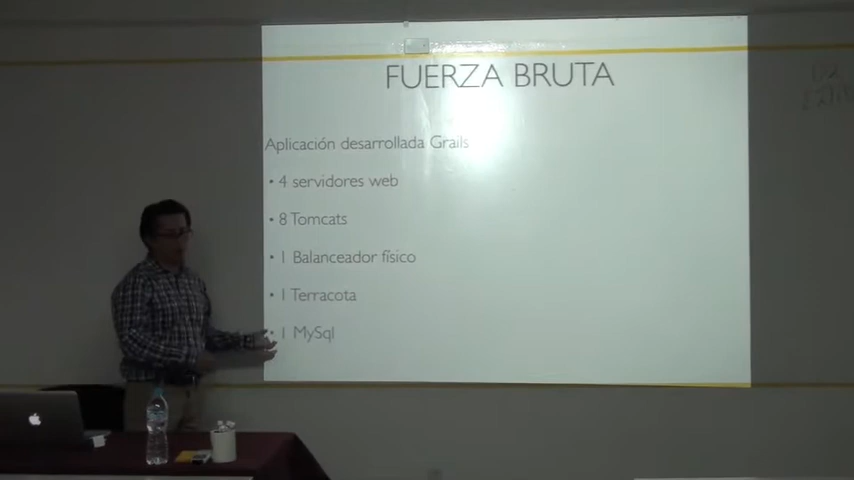 FUERZA BRUTA
Aplicación desarrollada Grails
• 4 servidores web
• 8 Tomcats
• 1 Balanceador físico
• 1 Terracota
• 1 MySql